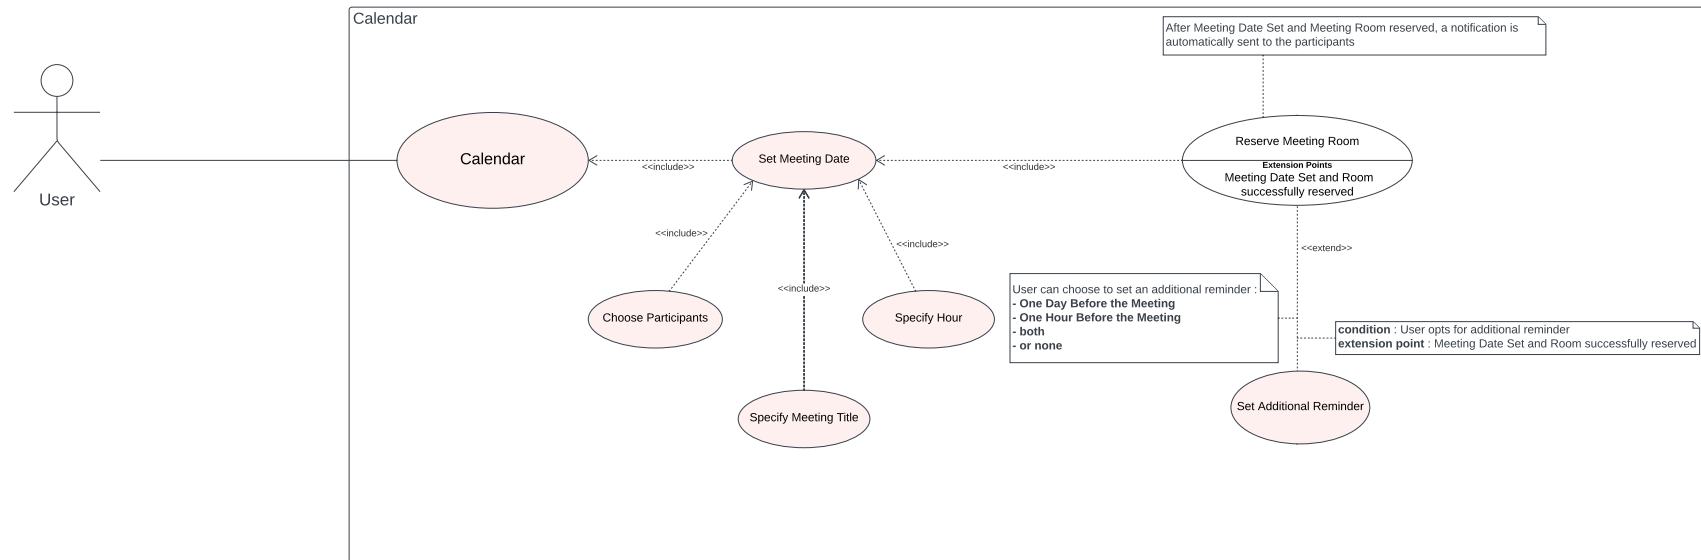 Calendar
After Meeting Date Set and Meeting Room reserved, a notification is
automatically sent to the participants
User
Calendar
<<include>>
Set Meeting Date
<<include>>
Reserve Meeting Room
Extension Points
Meeting Date Set and Room
successfully reserved
<<include>>
<<include>>
<<include>>
<<extend>>
Choose Participants
Specify Hour
Specify Meeting Title
User can choose to set an additional reminder :
- One Day Before the Meeting
- One Hour Before the Meeting
- both
- or none
condition : User opts for additional reminder
extension point : Meeting Date Set and Room successfully reserved
Set Additional Reminder